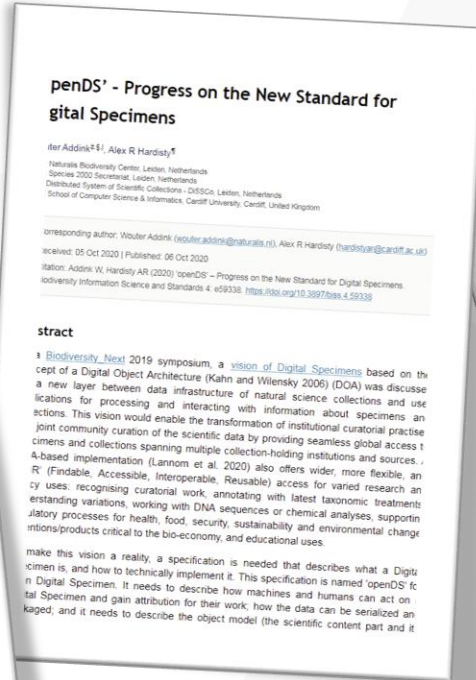 penDS’ – Progress on the New Standard for
gital Specimens
ter Addink‡§|, Alex R Hardisty¶
Naturalis Biodiversity Center, Leiden, Netherlands
Species 2000 Secretariat, Leiden, Netherlands
Distributed System of Scientific Collections - DiSSCo, Leiden, Netherlands
School of Computer Science & Informatics, Cardiff University, Cardiff, United Kingdom
orresponding author: Wouter Addink (wouter.addink@naturalis.nl), Alex R Hardisty (hardistyar@cardiff.ac.uk)
eceived: 05 Oct 2020 | Published: 06 Oct 2020
itation: Addink W, Hardisty AR (2020) 'openDS' – Progress on the New Standard for Digital Specimens.
iodiversity Information Science and Standards 4: e59338. https://doi.org/10.3897/biss.4.59338
stract
Biodiversity_Next 2019 symposium, a vision of Digital Specimens based on the
cept of a Digital Object Architecture (Kahn and Wilensky 2006) (DOA) was discusse
a new layer between data infrastructure of natural science collections and use
lications for processing and interacting with information about specimens an
ections. This vision would enable the transformation of institutional curatorial practise
joint community curation of the scientific data by providing seamless global access t
cimens and collections spanning multiple collection-holding institutions and sources.
A-based implementation (Lannom et al. 2020) also offers wider, more flexible, an
R' (Findable, Accessible, Interoperable, Reusable) access for varied research an
cy uses: recognising curatorial work, annotating with latest taxonomic treatments
erstanding variations, working with DNA sequences or chemical analyses, supportin
ulatory processes for health, food, security, sustainability and environmental change
entions/products critical to the bio-economy, and educational uses.
make this vision a reality, a specification is needed that describes what a Digita
cimen is, and how to technically implement it. This specification is named 'openDS' fo
n Digital Specimen. It needs to describe how machines and humans can act on
tal Specimen and gain attribution for their work; how the data can be serialized an
kaged; and it needs to describe the object model (the scientific content part and it